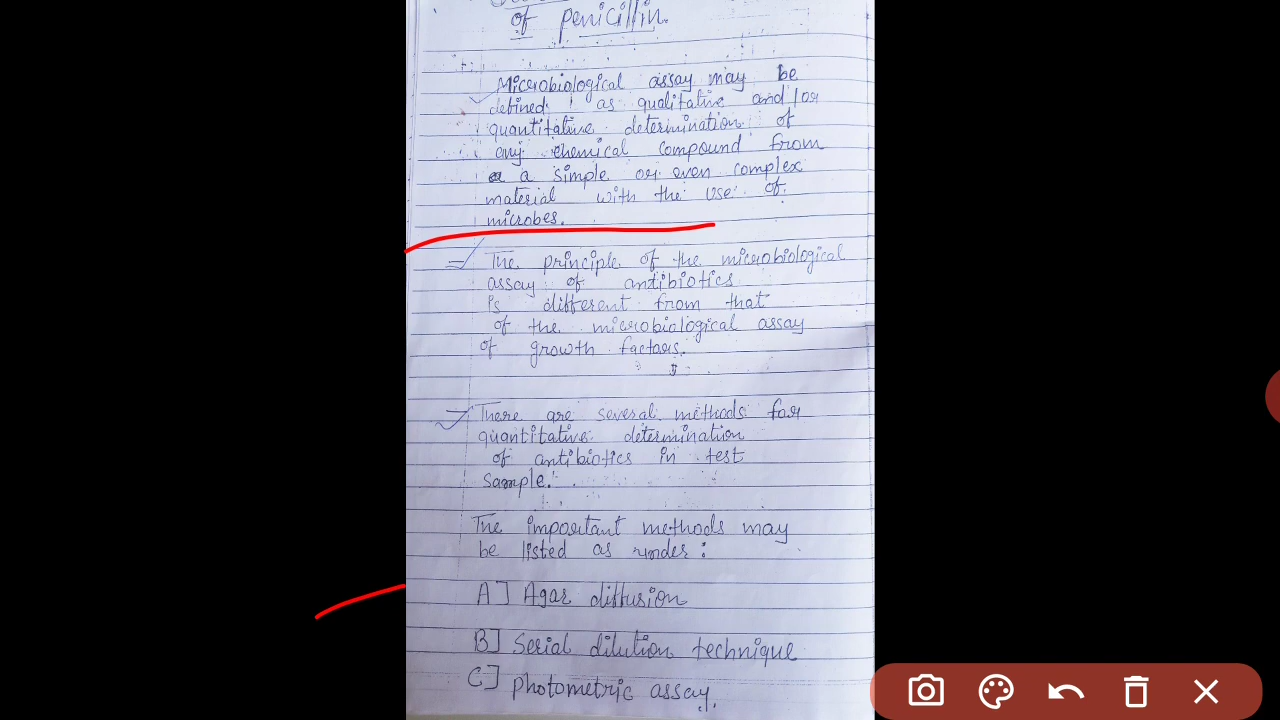 of penicillin.
Microbiological assay may be
defined as qualitative and/or
quantitative determination of
any chemical compound from
a simple or even complex
material with the use of
microbes.
The principle of the microbiological
assay of antibiotics
is different from that
of the microbiological assay
of growth factors.
There are several methods for
quantitative determination
of antibiotics in test
sample.
The important methods may
be listed as under:
A] Agar diffusion
B] Serial dilution technique
C] photometric assay.